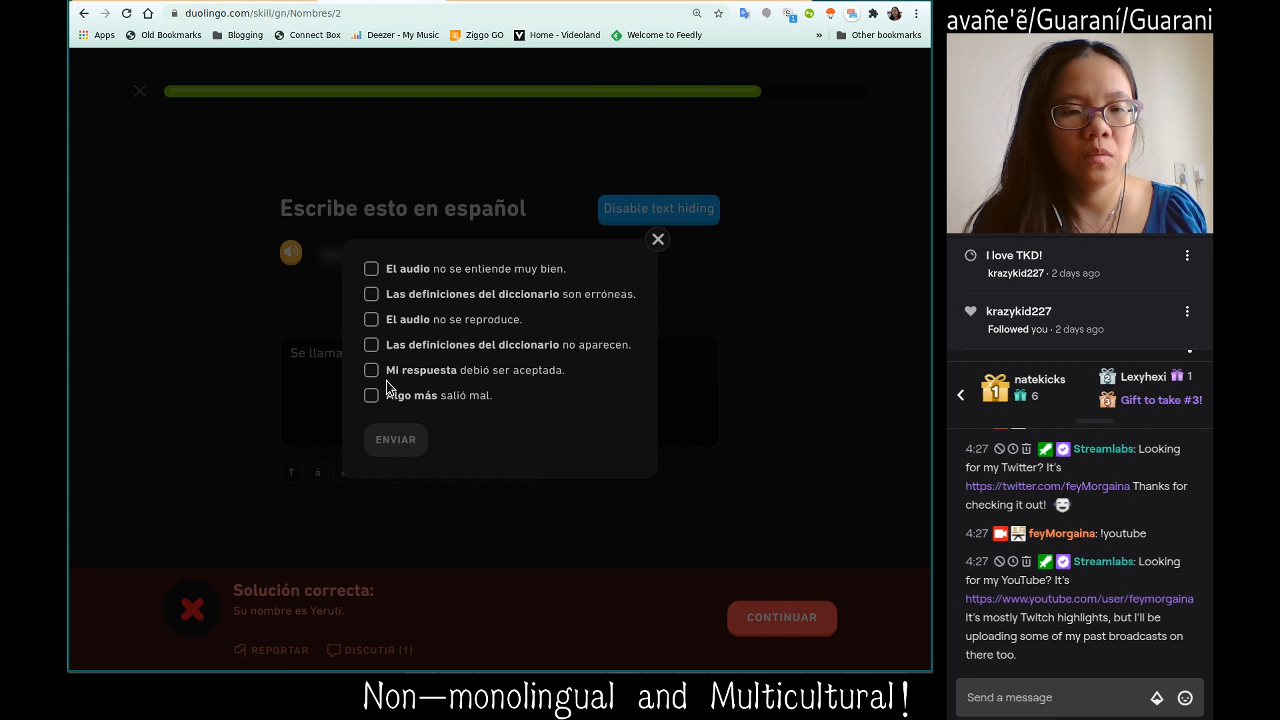 duolingo.com/skill/gn/Nombres/2
Apps
Old Bookmarks
Blogging
Connect Box
Deezer - My Music
Ziggo GO
Home - Videoland
Welcome to Feedly
»
Other bookmarks
Escribe esto en español
Disable text hiding
El audio no se entiende muy bien.
Las definiciones del diccionario son erróneas.
El audio no se reproduce.
Se llama
Las definiciones del diccionario no aparecen.
Mi respuesta debió ser aceptada.
Algo más salió mal.
ENVIAR
↑ á
Solución correcta:
Su nombre es Yeruti.
CONTINUAR
REPORTAR
DISCUTIR (1)
avañe'ẽ/Guaraní/Guarani
I love TKD!
krazykid227 · 2 days ago
krazykid227
Followed you · 2 days ago
1 natekicks
6
2 Lexyhexi 1
3 Gift to take #3!
4:27 Streamlabs: Looking
for my Twitter? It's
https://twitter.com/feyMorgaina Thanks for
checking it out!
4:27 feyMorgaina: !youtube
4:27 Streamlabs: Looking
for my YouTube? It's
https://www.youtube.com/user/feymorgaina
It's mostly Twitch highlights, but I'll be
uploading some of my past broadcasts on
there too.
Send a message
Non-monolingual and Multicultural!